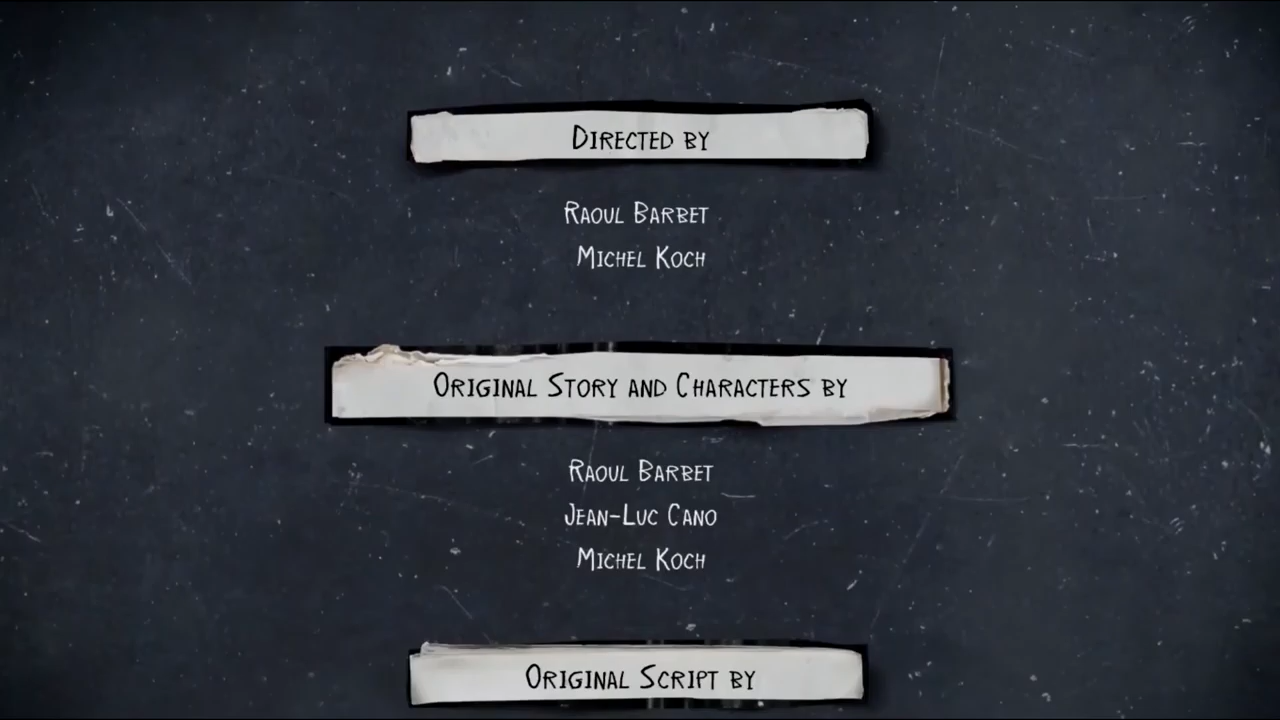 Directed by
Raoul Barbet
Michel Koch
Original Story and Characters by
Raoul Barbet
Jean-Luc Cano
Michel Koch
Original Script by